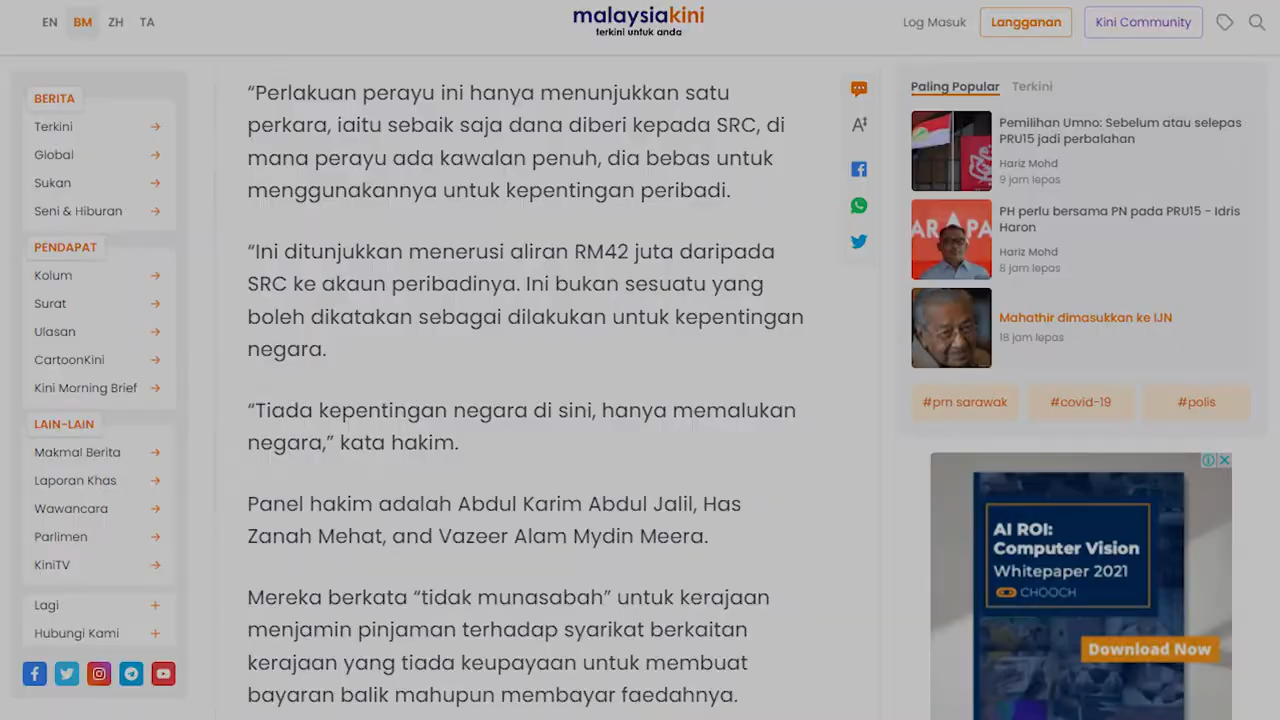 EN BM ZH TA
malaysiakini
terkini untuk anda
Log Masuk Langganan Kini Community
BERITA
Terkini
Global
Sukan
Seni & Hiburan
PENDAPAT
Kolum
Surat
Ulasan
CartoonKini
Kini Morning Brief
LAIN-LAIN
Makmal Berita
Laporan Khas
Wawancara
Parlimen
KiniTV
Lagi
Hubungi Kami
“Perlakuan perayu ini hanya menunjukkan satu
perkara, iaitu sebaik saja dana diberi kepada SRC, di
mana perayu ada kawalan penuh, dia bebas untuk
menggunakannya untuk kepentingan peribadi.
“Ini ditunjukkan menerusi aliran RM42 juta daripada
SRC ke akaun peribadinya. Ini bukan sesuatu yang
boleh dikatakan sebagai dilakukan untuk kepentingan
negara.
“Tiada kepentingan negara di sini, hanya memalukan
negara,” kata hakim.
Panel hakim adalah Abdul Karim Abdul Jalil, Has
Zanah Mehat, and Vazeer Alam Mydin Meera.
Mereka berkata “tidak munasabah” untuk kerajaan
menjamin pinjaman terhadap syarikat berkaitan
kerajaan yang tiada keupayaan untuk membuat
bayaran balik mahupun membayar faedahnya.
Paling Popular Terkini
Pemilihan Umno: Sebelum atau selepas
PRU15 jadi perbalahan
Hariz Mohd
9 jam lepas
PH perlu bersama PN pada PRU15 - Idris
Haron
Hariz Mohd
8 jam lepas
Mahathir dimasukkan ke IJN
18 jam lepas
#prn sarawak #covid-19 #polis
AI ROI:
Computer Vision
Whitepaper 2021
CHOOCH
Download Now